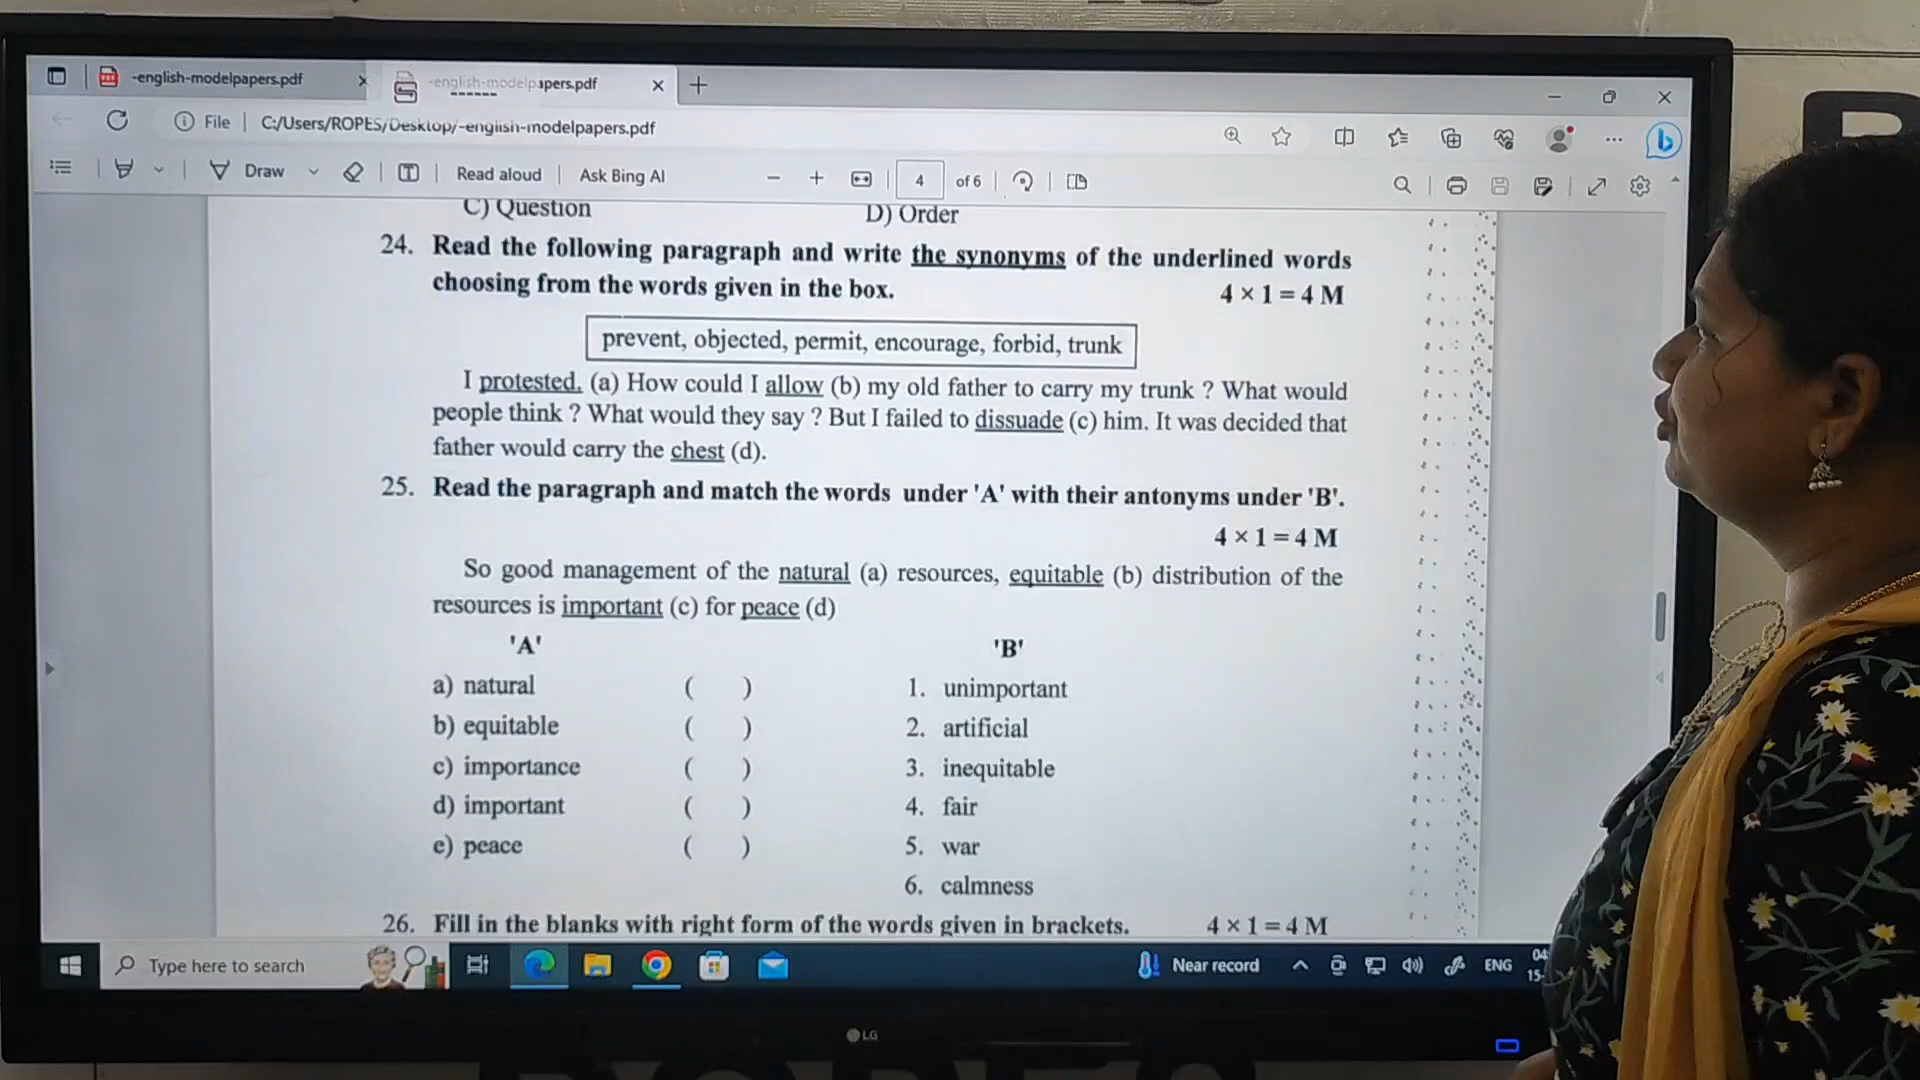 -english-modelpapers.pdf
-english-modelpapers.pdf
File
C:/Users/ROPES/Desktop/-english-modelpapers.pdf
Draw
Read aloud
Ask Bing AI
4
of 6
C) Question D) Order
24. Read the following paragraph and write the synonyms of the underlined words
choosing from the words given in the box. 4 × 1 = 4 M
prevent, objected, permit, encourage, forbid, trunk
I protested. (a) How could I allow (b) my old father to carry my trunk ? What would
people think ? What would they say ? But I failed to dissuade (c) him. It was decided that
father would carry the chest (d).
25. Read the paragraph and match the words under 'A' with their antonyms under 'B'.
4 × 1 = 4 M
So good management of the natural (a) resources, equitable (b) distribution of the
resources is important (c) for peace (d)
'A' 'B'
a) natural ( ) 1. unimportant
b) equitable ( ) 2. artificial
c) importance ( ) 3. inequitable
d) important ( ) 4. fair
e) peace ( ) 5. war
6. calmness
26. Fill in the blanks with right form of the words given in brackets. 4 × 1 = 4 M
Type here to search
Near record
ENG
04
15-
LG